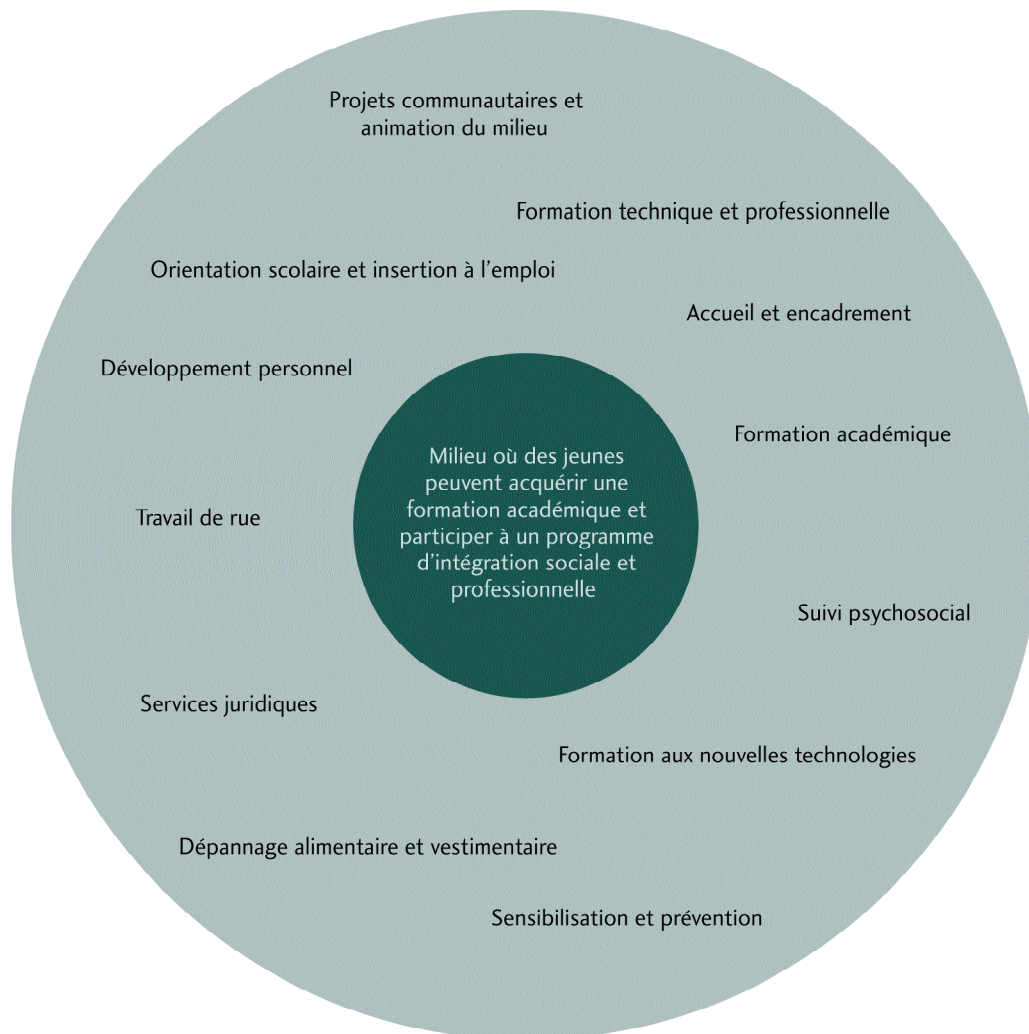 Projets communautaires et
animation du milieu
Formation technique et professionnelle
Orientation scolaire et insertion à l’emploi
Accueil et encadrement
Développement personnel
Formation académique
Milieu où des jeunes
peuvent acquérir une
formation académique et
participer à un programme
d’intégration sociale et
professionnelle
Travail de rue
Suivi psychosocial
Services juridiques
Formation aux nouvelles technologies
Dépannage alimentaire et vestimentaire
Sensibilisation et prévention